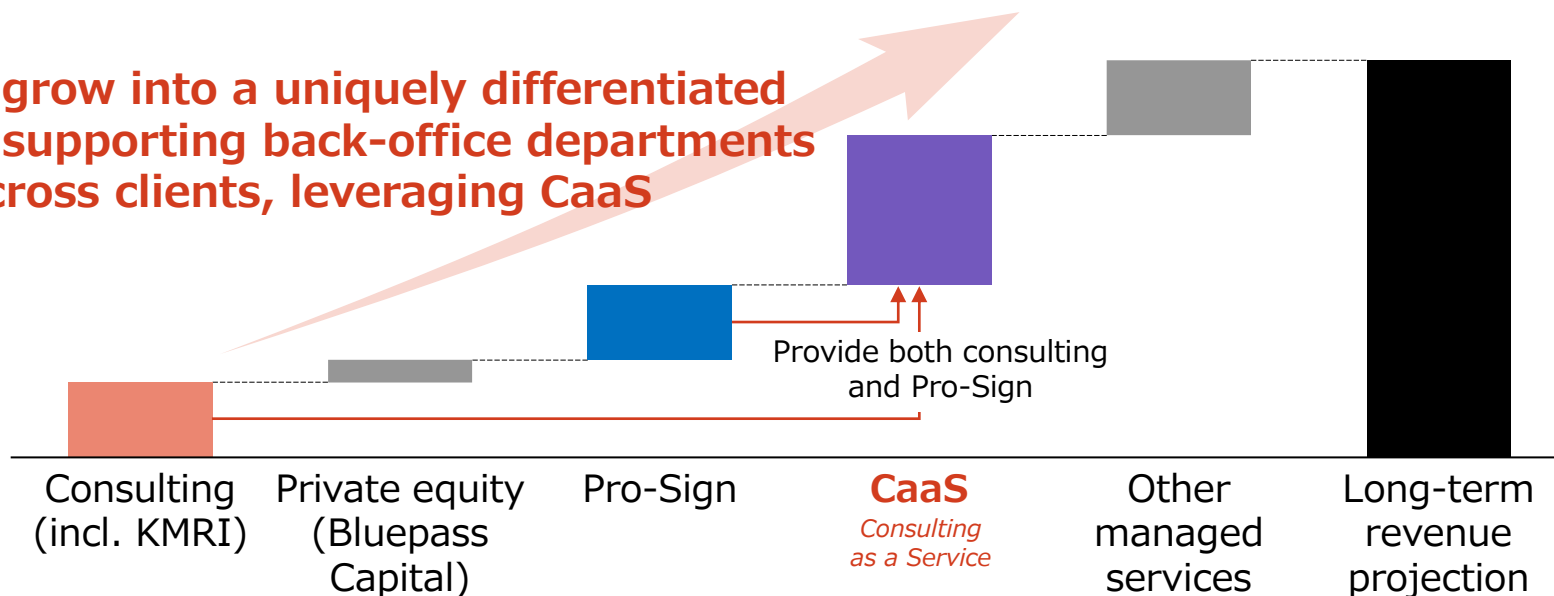 grow into a uniquely differentiated
supporting back-office departments
cross clients, leveraging CaaS
Provide both consulting
and Pro-Sign
Consulting
(incl. KMRI)
Private equity
(Bluepass
Capital)
Pro-Sign
CaaS
Consulting
as a Service
Other
managed
services
Long-term
revenue
projection